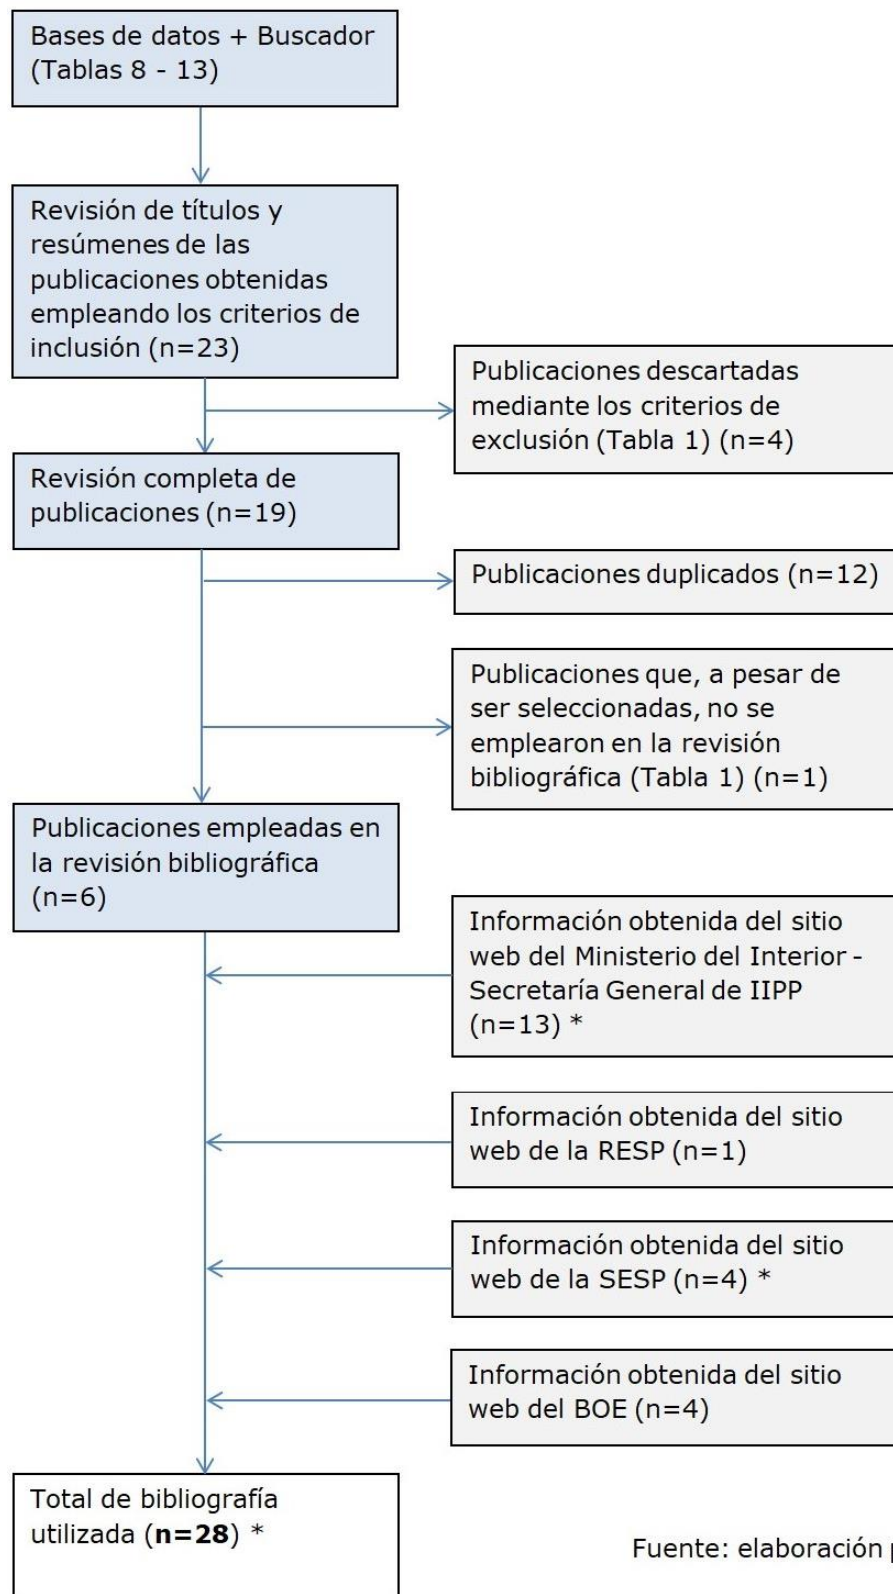 Bases de datos + Buscador
(Tablas 8 - 13)
Revisión de títulos y
resúmenes de las
publicaciones obtenidas
empleando los criterios de
inclusión (n=23)
Publicaciones descartadas
mediante los criterios de
exclusión (Tabla 1) (n=4)
Revisión completa de
publicaciones (n=19)
Publicaciones duplicados (n=12)
Publicaciones que, a pesar de
ser seleccionadas, no se
emplearon en la revisión
bibliográfica (Tabla 1) (n=1)
Publicaciones empleadas en
la revisión bibliográfica
(n=6)
Información obtenida del sitio
web del Ministerio del Interior -
Secretaría General de IIPP
(n=13) *
Información obtenida del sitio
web de la RESP (n=1)
Información obtenida del sitio
web de la SESP (n=4) *
Información obtenida del sitio
web del BOE (n=4)
Total de bibliografía
utilizada (n=28) *
Fuente: elaboración